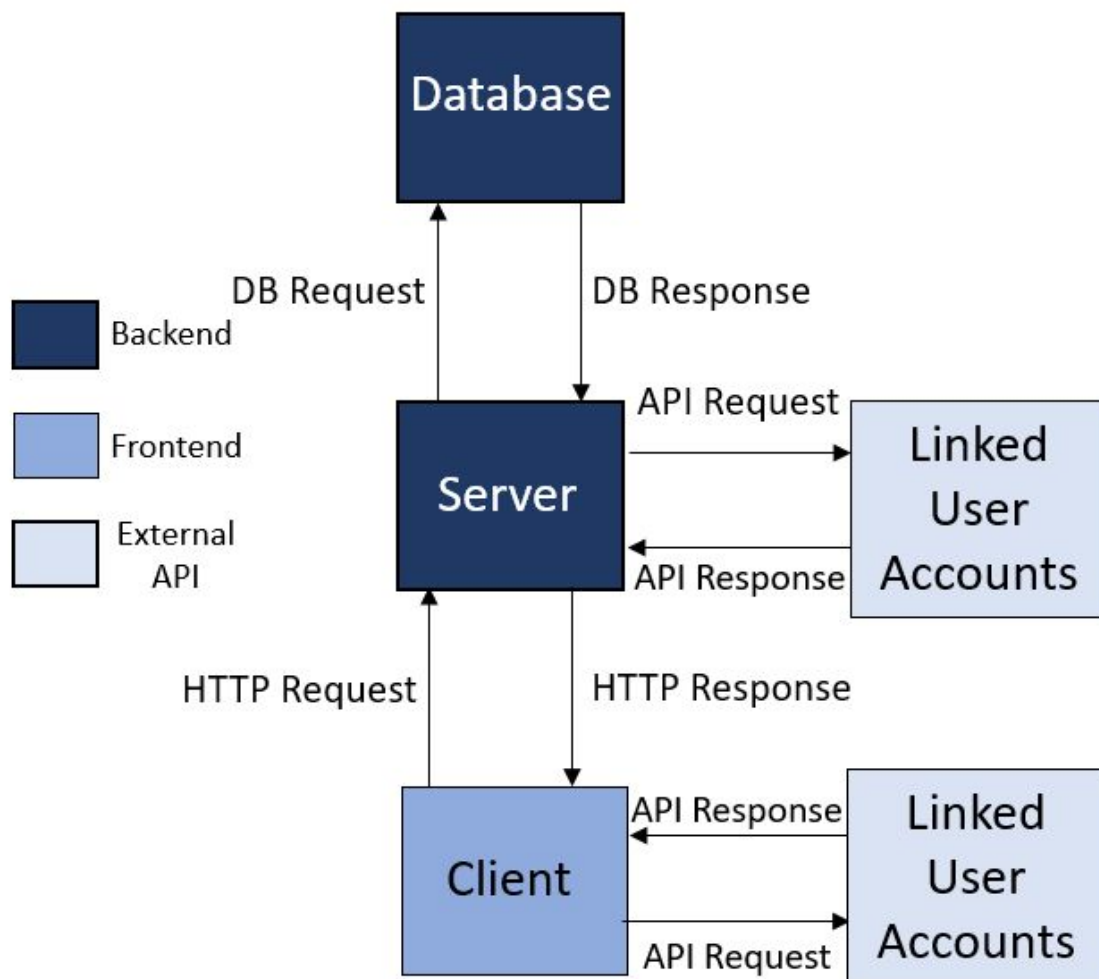 Database
DB Request
DB Response
Backend
Frontend
External
API
Server
API Request
API Response
Linked
User
Accounts
HTTP Request
HTTP Response
Client
API Response
API Request
Linked
User
Accounts